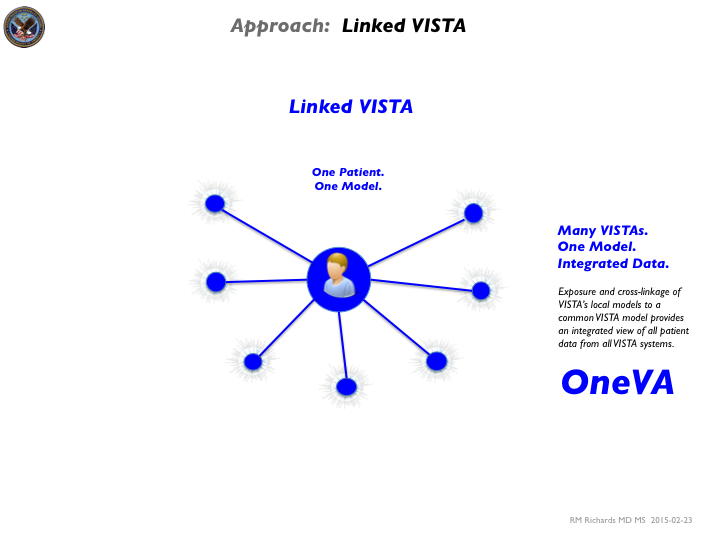 Approach: Linked VISTA
Linked VISTA
One Patient.
One Model.
Many VISTAs.
One Model.
Integrated Data.
Exposure and cross-linkage of
VISTA's local models to a
common VISTA model provides
an integrated view of all patient
data from all VISTA systems.
OneVA
RM Richards MD MS 2015-02-23